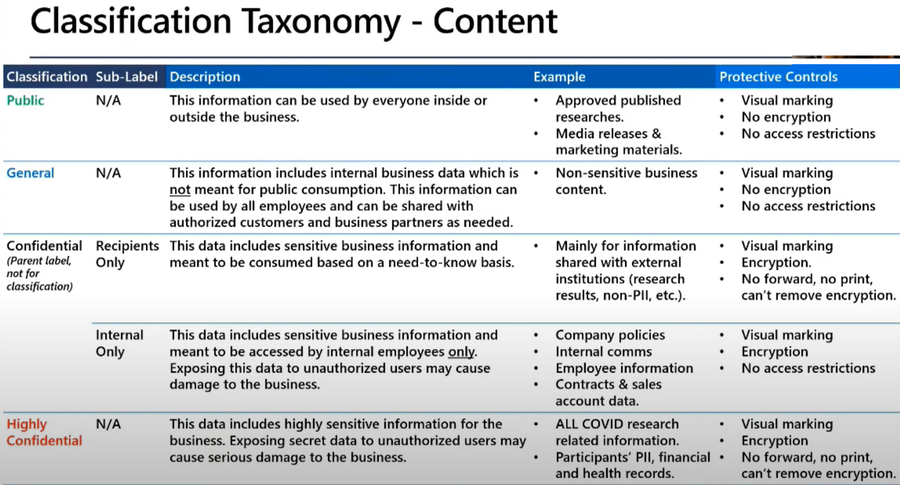 Classification Taxonomy - Content
Classification Sub-Label Description Example Protective Controls
Public N/A This information can be used by everyone inside or • Approved published • Visual marking
outside the business. researches. • No encryption
• Media releases & • No access restrictions
marketing materials.
General N/A This information includes internal business data which is • Non-sensitive business • Visual marking
not meant for public consumption. This information can content. • No encryption
be used by all employees and can be shared with • No access restrictions
authorized customers and business partners as needed.
Confidential Recipients This data includes sensitive business information and • Mainly for information • Visual marking
(Parent label, Only meant to be consumed based on a need-to-know basis. shared with external • Encryption.
not for institutions (research • No forward, no print,
classification) results, non-PII, etc.). can't remove encryption.
Internal This data includes sensitive business information and • Company policies • Visual marking
Only meant to be accessed by internal employees only. • Internal comms • Encryption
Exposing this data to unauthorized users may cause • Employee information • No access restrictions
damage to the business. • Contracts & sales
account data.
Highly N/A This data includes highly sensitive information for the • ALL COVID research • Visual marking
Confidential business. Exposing secret data to unauthorized users may related information. • Encryption
cause serious damage to the business. • Participants' PII, financial • No forward, no print,
and health records. can't remove encryption.